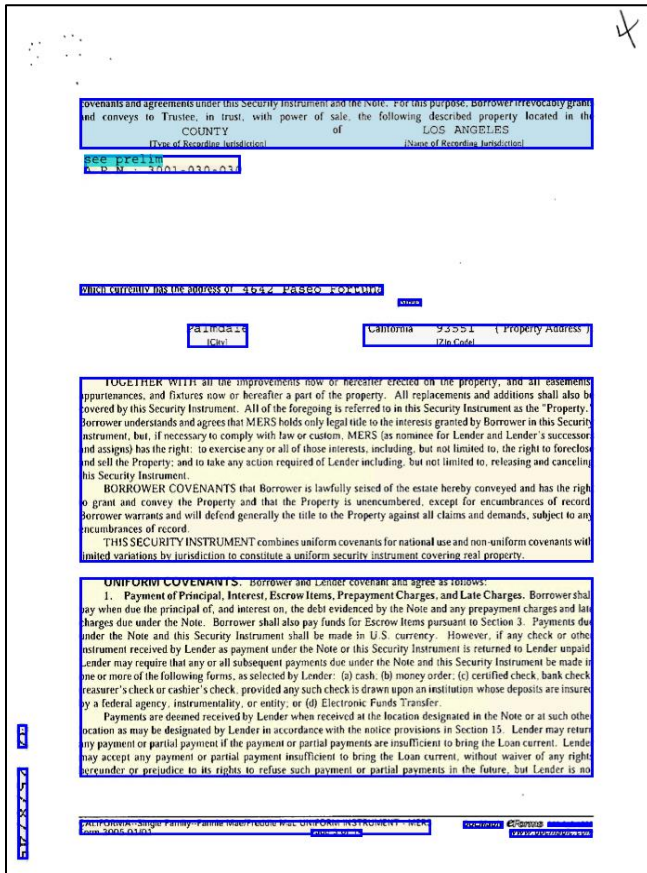 4
covenants and agreements under this Security Instrument and the Note. For this purpose, Borrower irrevocably grants
and conveys to Trustee, in trust, with power of sale, the following described property located in the
COUNTY of LOS ANGELES
[Type of Recording Jurisdiction] [Name of Recording Jurisdiction]
see prelim
A.P.N.: 3001-030-030
which currently has the address of 4642 Paseo Fortuna
Palmdale California 93551 ("Property Address"):
[City] [Zip Code]
TOGETHER WITH all the improvements now or hereafter erected on the property, and all easements,
appurtenances, and fixtures now or hereafter a part of the property. All replacements and additions shall also be
covered by this Security Instrument. All of the foregoing is referred to in this Security Instrument as the "Property."
Borrower understands and agrees that MERS holds only legal title to the interests granted by Borrower in this Security
Instrument, but, if necessary to comply with law or custom, MERS (as nominee for Lender and Lender's successors
and assigns) has the right: to exercise any or all of those interests, including, but not limited to, the right to foreclose
and sell the Property; and to take any action required of Lender including, but not limited to, releasing and canceling
this Security Instrument.
BORROWER COVENANTS that Borrower is lawfully seised of the estate hereby conveyed and has the right
to grant and convey the Property and that the Property is unencumbered, except for encumbrances of record.
Borrower warrants and will defend generally the title to the Property against all claims and demands, subject to any
encumbrances of record.
THIS SECURITY INSTRUMENT combines uniform covenants for national use and non-uniform covenants with
limited variations by jurisdiction to constitute a uniform security instrument covering real property.
UNIFORM COVENANTS. Borrower and Lender covenant and agree as follows:
1. Payment of Principal, Interest, Escrow Items, Prepayment Charges, and Late Charges. Borrower shall
pay when due the principal of, and interest on, the debt evidenced by the Note and any prepayment charges and late
charges due under the Note. Borrower shall also pay funds for Escrow Items pursuant to Section 3. Payments due
under the Note and this Security Instrument shall be made in U.S. currency. However, if any check or other
instrument received by Lender as payment under the Note or this Security Instrument is returned to Lender unpaid,
Lender may require that any or all subsequent payments due under the Note and this Security Instrument be made in
one or more of the following forms, as selected by Lender: (a) cash; (b) money order; (c) certified check, bank check,
treasurer's check or cashier's check, provided any such check is drawn upon an institution whose deposits are insured
by a federal agency, instrumentality, or entity; or (d) Electronic Funds Transfer.
Payments are deemed received by Lender when received at the location designated in the Note or at such other
location as may be designated by Lender in accordance with the notice provisions in Section 15. Lender may return
any payment or partial payment if the payment or partial payments are insufficient to bring the Loan current. Lender
may accept any payment or partial payment insufficient to bring the Loan current, without waiver of any rights
hereunder or prejudice to its rights to refuse such payment or partial payments in the future, but Lender is not
CALIFORNIA--Single Family--Fannie Mae/Freddie Mac UNIFORM INSTRUMENT - MERS
Form 3005 01/01
DocMagic eForms
www.docmagic.com